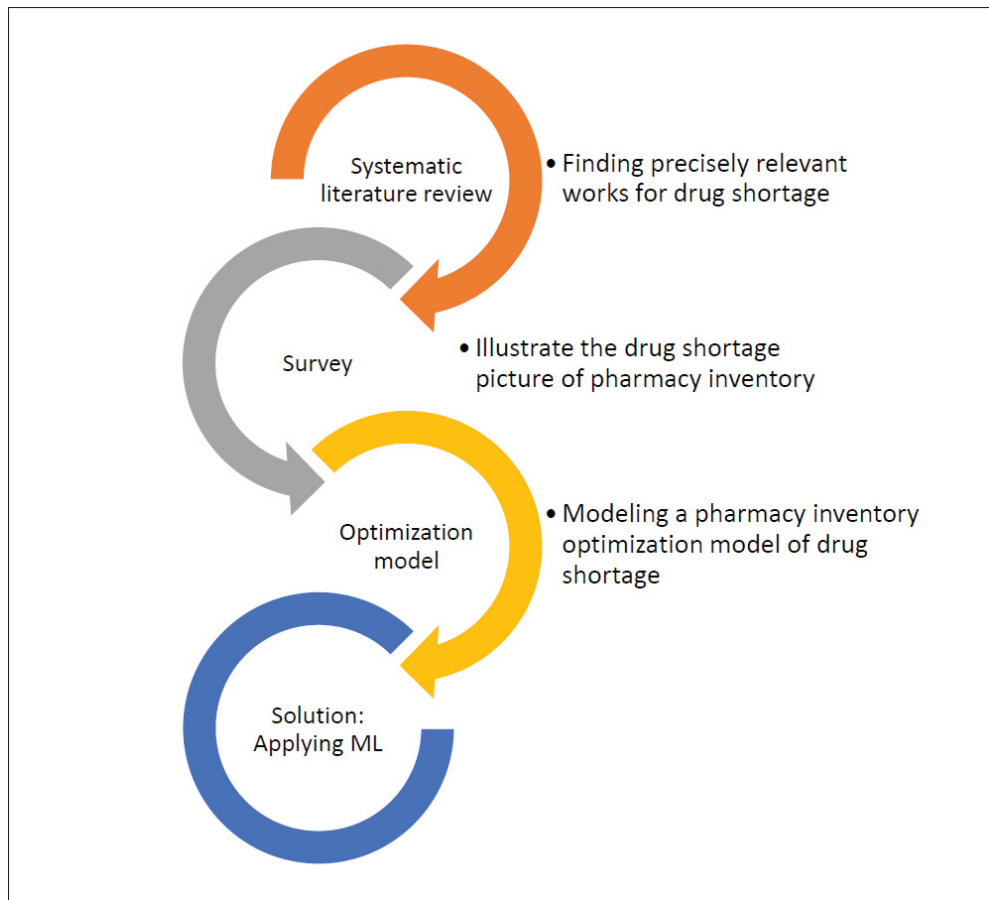 Systematic
literature review
• Finding precisely relevant
works for drug shortage
Survey
• Illustrate the drug shortage
picture of pharmacy inventory
Optimization
model
• Modeling a pharmacy inventory
optimization model of drug
shortage
Solution:
Applying ML